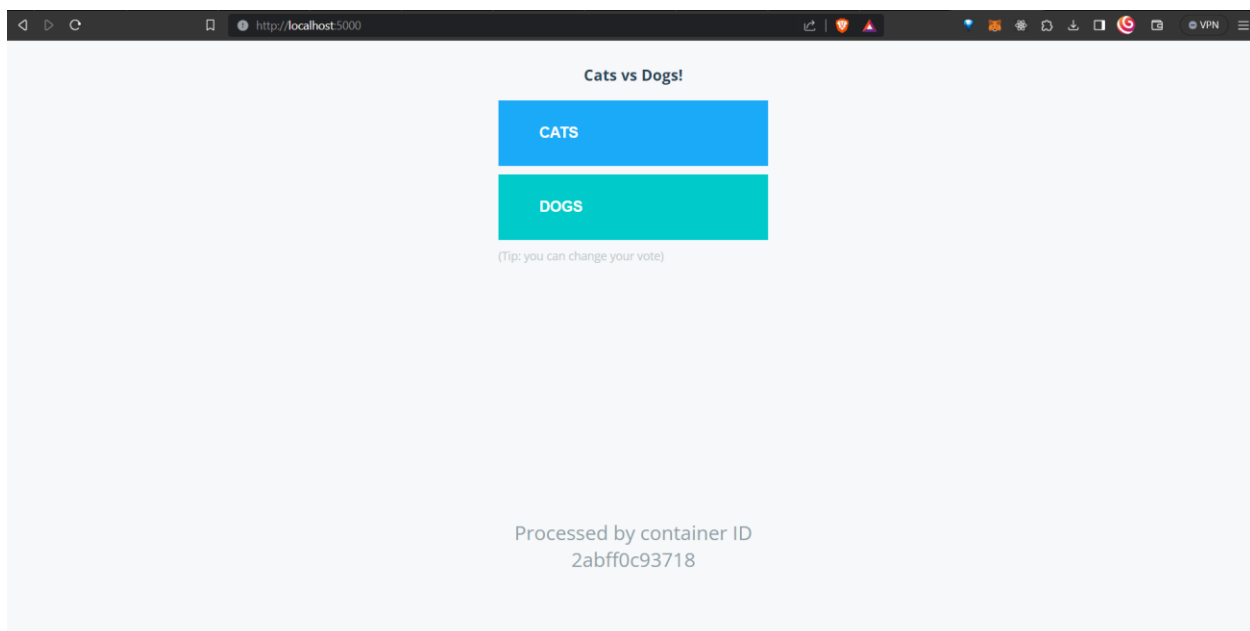 http://localhost:5000
VPN
Cats vs Dogs!
CATS
DOGS
(Tip: you can change your vote)
Processed by container ID
2abff0c93718